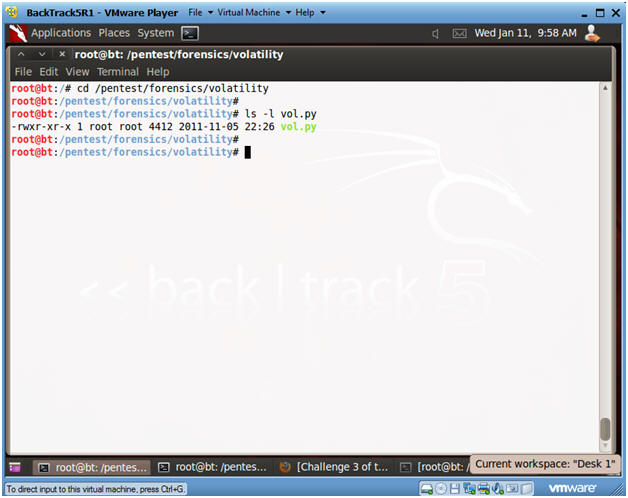 BackTrack5R1 - VMware Player File Virtual Machine Help
Applications Places System Wed Jan 11, 9:58 AM
root@bt: /pentest/forensics/volatility
File Edit View Terminal Help
root@bt:/# cd /pentest/forensics/volatility
root@bt:/pentest/forensics/volatility#
root@bt:/pentest/forensics/volatility# ls -l vol.py
-rwxr-xr-x 1 root root 4412 2011-11-05 22:26 vol.py
root@bt:/pentest/forensics/volatility#
root@bt:/pentest/forensics/volatility#
<< back | track 5
root@bt: /pentes... root@bt: /pentes... [Challenge 3 of t... [root@bt:
Current workspace: "Desk 1"
To direct input to this virtual machine, press Ctrl+G.
vmware